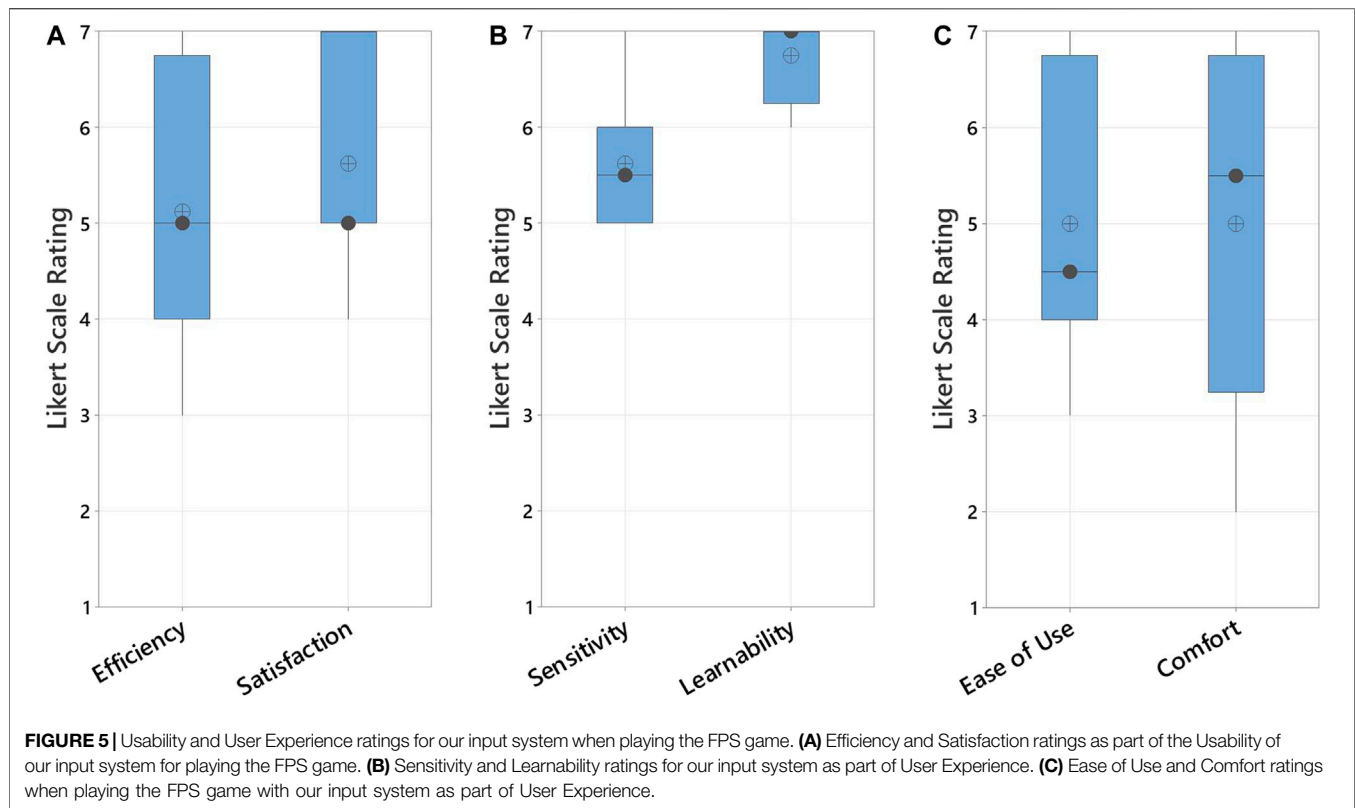 A
Likert Scale Rating
7
6
5
4
3
2
1
Efficiency
Satisfaction
B
Likert Scale Rating
7
6
5
4
3
2
1
Sensitivity
Learnability
C
Likert Scale Rating
7
6
5
4
3
2
1
Ease of Use
Comfort
FIGURE 5 | Usability and User Experience ratings for our input system when playing the FPS game. (A) Efficiency and Satisfaction ratings as part of the Usability of
our input system for playing the FPS game. (B) Sensitivity and Learnability ratings for our input system as part of User Experience. (C) Ease of Use and Comfort ratings
when playing the FPS game with our input system as part of User Experience.